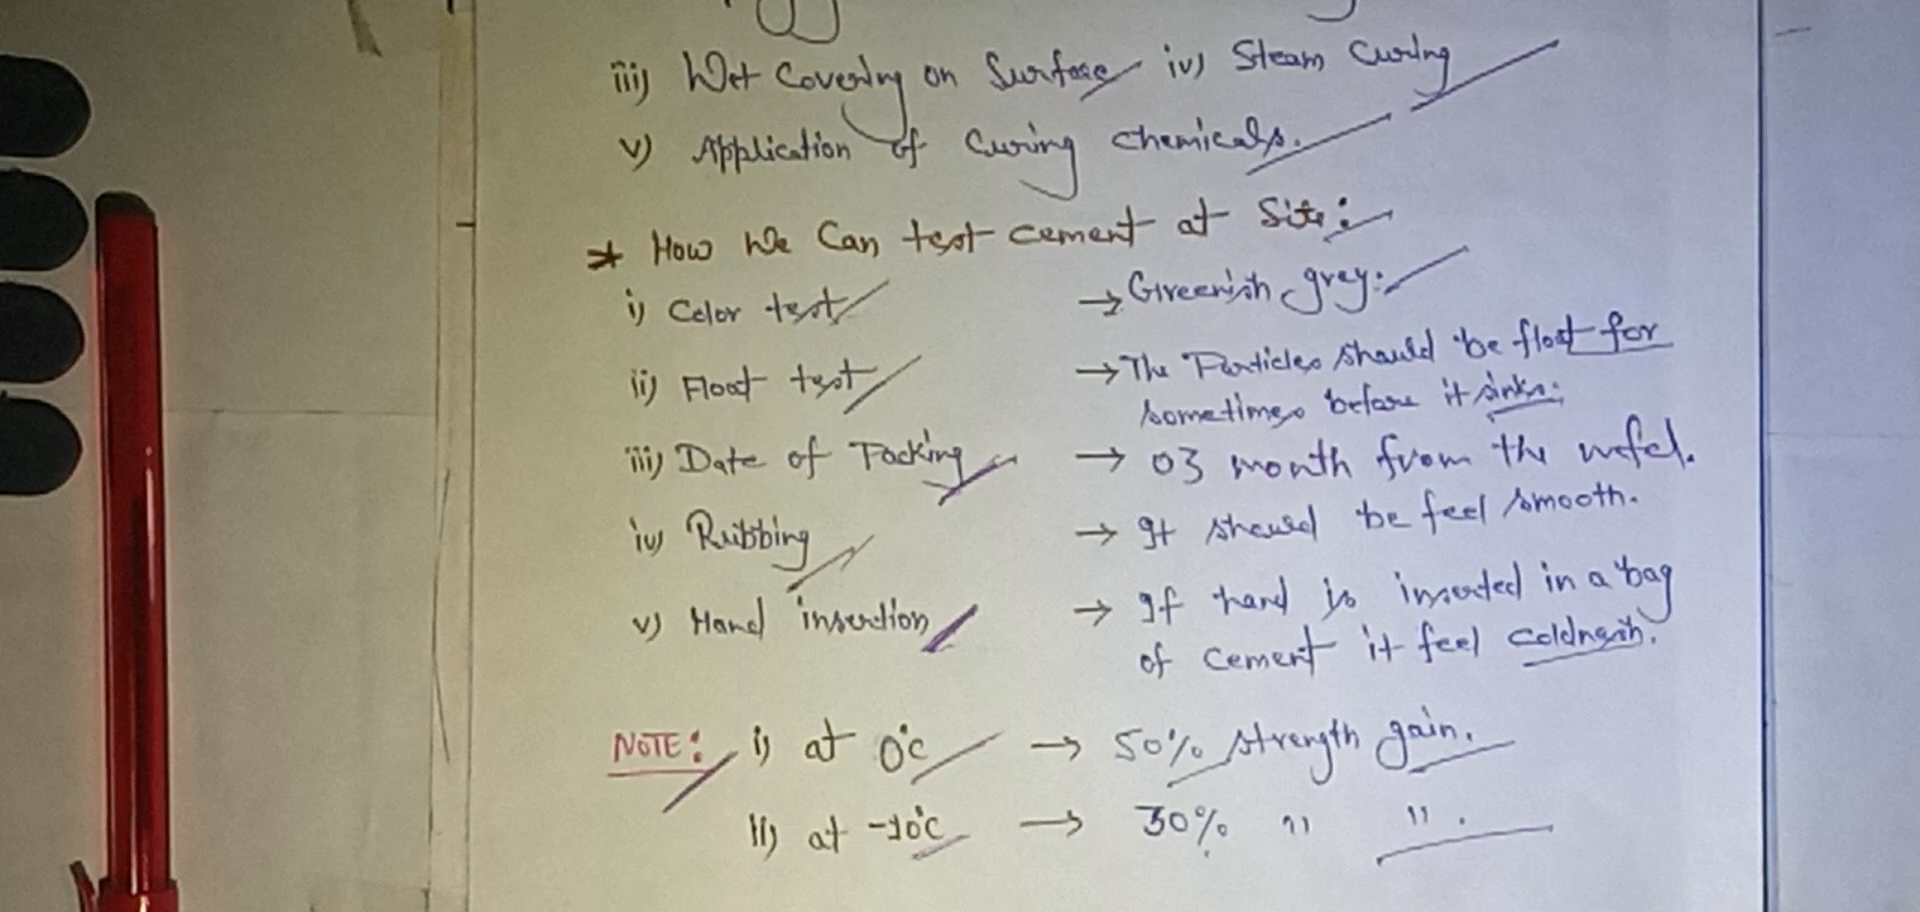 iii) Wet Covering on Surface iv) Steam Curing
v) Application of Curing chemicals.
* How We Can test cement at Site:
i) Color test → Greenish grey.
ii) Float test → The Particles should be float for
sometimes before it sinks.
iii) Date of Packing → 03 month from the mfd.
iv) Rubbing → It should be feel smooth.
v) Hand insertion → If hand is inserted in a bag
of cement it feel coldnesh.
NOTE: i) at 0°c → 50% strength gain.
ii) at -10°c → 30% " " .